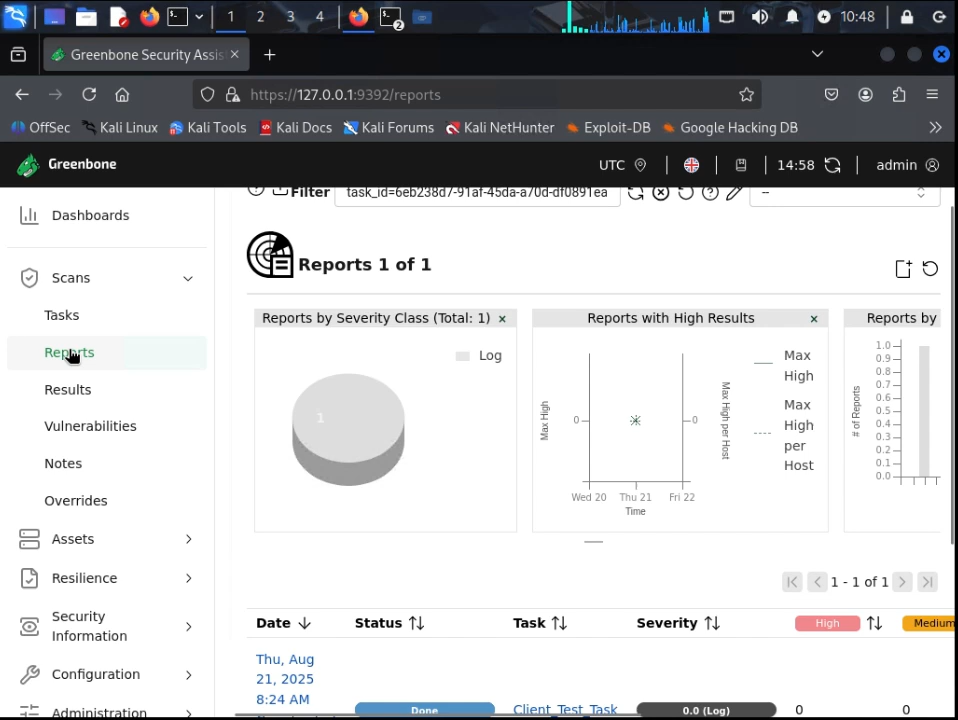 1 2 3 4
2
10:48
Greenbone Security Assis
https://127.0.0.1:9392/reports
OffSec
Kali Linux
Kali Tools
Kali Docs
Kali Forums
Kali NetHunter
Exploit-DB
Google Hacking DB
Greenbone
UTC
14:58
admin
Filter
task_id=6eb238d7-91af-45da-a70d-df0891ea
--
Dashboards
Scans
Tasks
Reports
Results
Vulnerabilities
Notes
Overrides
Assets
Resilience
Security
Information
Configuration
Administration
Reports 1 of 1
Reports by Severity Class (Total: 1)
Log
1
Reports with High Results
Max High
0
0
Max High per Host
Wed 20 Thu 21 Fri 22
Time
Max
High
Max
High
per
Host
Reports by
# of Reports
1.0
0.9
0.8
0.7
0.6
0.5
0.4
0.3
0.2
0.1
0.0
1 - 1 of 1
Date Status Task Severity High Medium
Thu, Aug
21, 2025
8:24 AM
Done Client_Test_Task 0.0 (Log) 0 0